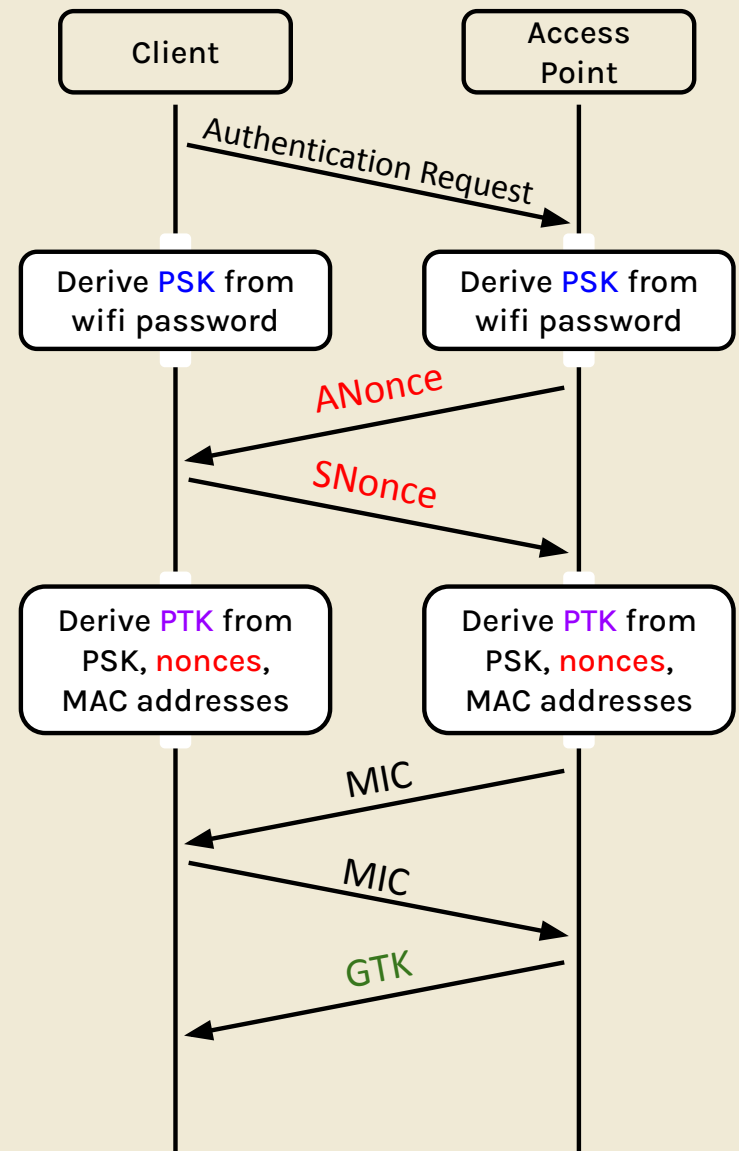 Client
Access
Point
Authentication Request
Derive PSK from
wifi password
Derive PSK from
wifi password
ANonce
SNonce
Derive PTK from
PSK, nonces,
MAC addresses
Derive PTK from
PSK, nonces,
MAC addresses
MIC
MIC
GTK